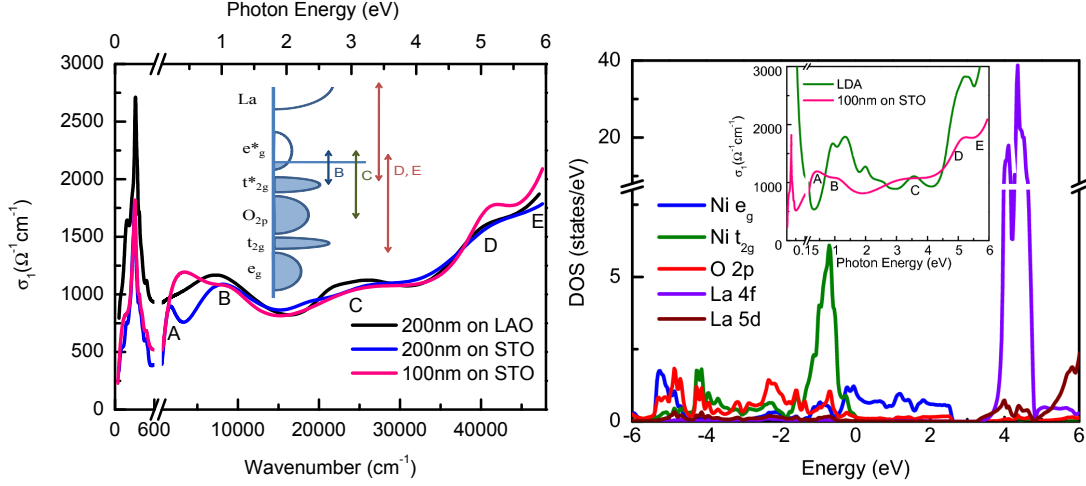 Photon Energy (eV)
0 1 2 3 4 5 6
3000
2500
2000
1500
1000
500
0
σ₁(Ω⁻¹cm⁻¹)
La
e*g
t*2g
O2p
t2g
eg
B
C
D, E
A
B
C
D
E
200nm on LAO
200nm on STO
100nm on STO
0 600 10000 20000 30000 40000
Wavenumber (cm⁻¹)
40
20
5
0
DOS (states/eV)
Ni eg
Ni t2g
O 2p
La 4f
La 5d
3000
2000
1000
0
σ₁(Ω⁻¹cm⁻¹)
LDA
100nm on STO
A
B
C
D
E
0.1 1 2 3 4 5 6
Photon Energy (eV)
-6 -4 -2 0 2 4 6
Energy (eV)